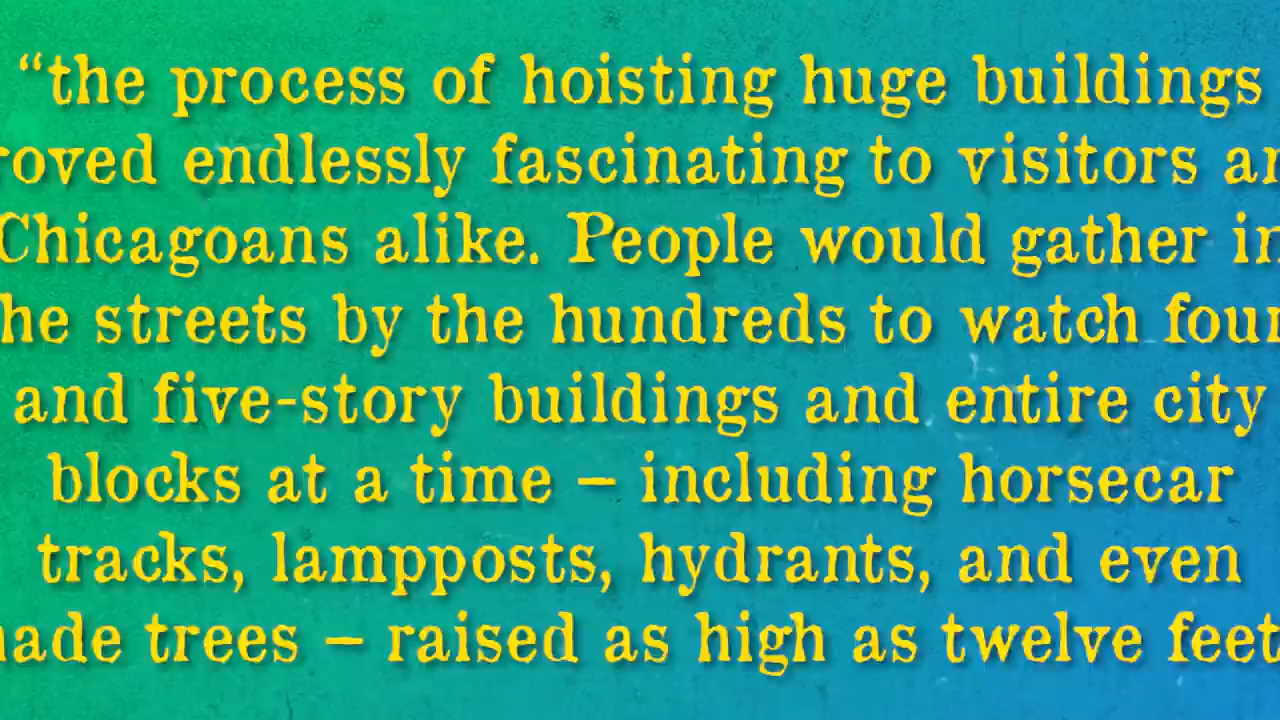 “the process of hoisting huge buildings
roved endlessly fascinating to visitors an
Chicagoans alike. People would gather in
he streets by the hundreds to watch four
and five-story buildings and entire city
blocks at a time – including horsecar
tracks, lampposts, hydrants, and even
hade trees – raised as high as twelve feet